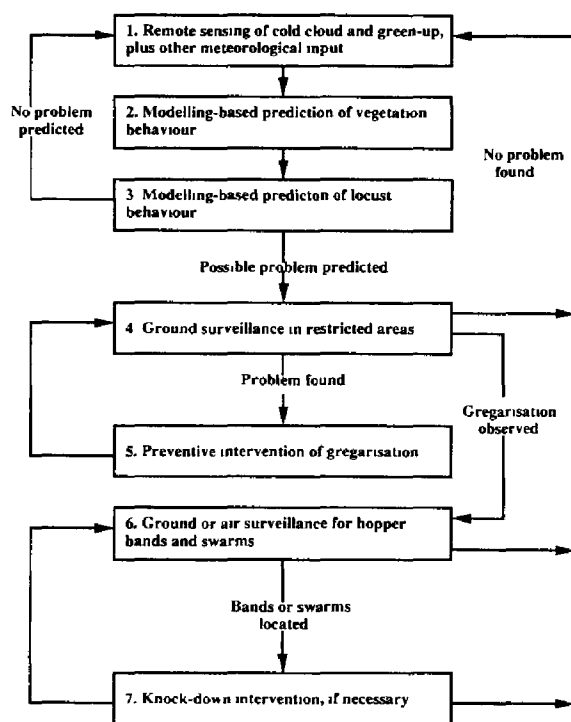 1. Remote sensing of cold cloud and green-up,
plus other meteorological input
No problem
predicted
2. Modelling-based prediction of vegetation
behaviour
No problem
found
3 Modelling-based predicton of locust
behaviour
Possible problem predicted
4 Ground surveillance in restricted areas
Problem found
Gregarisation
observed
5. Preventive intervention of gregarisation
6. Ground or air surveillance for hopper
bands and swarms
Bands or swarms
located
7. Knock-down intervention, if necessary